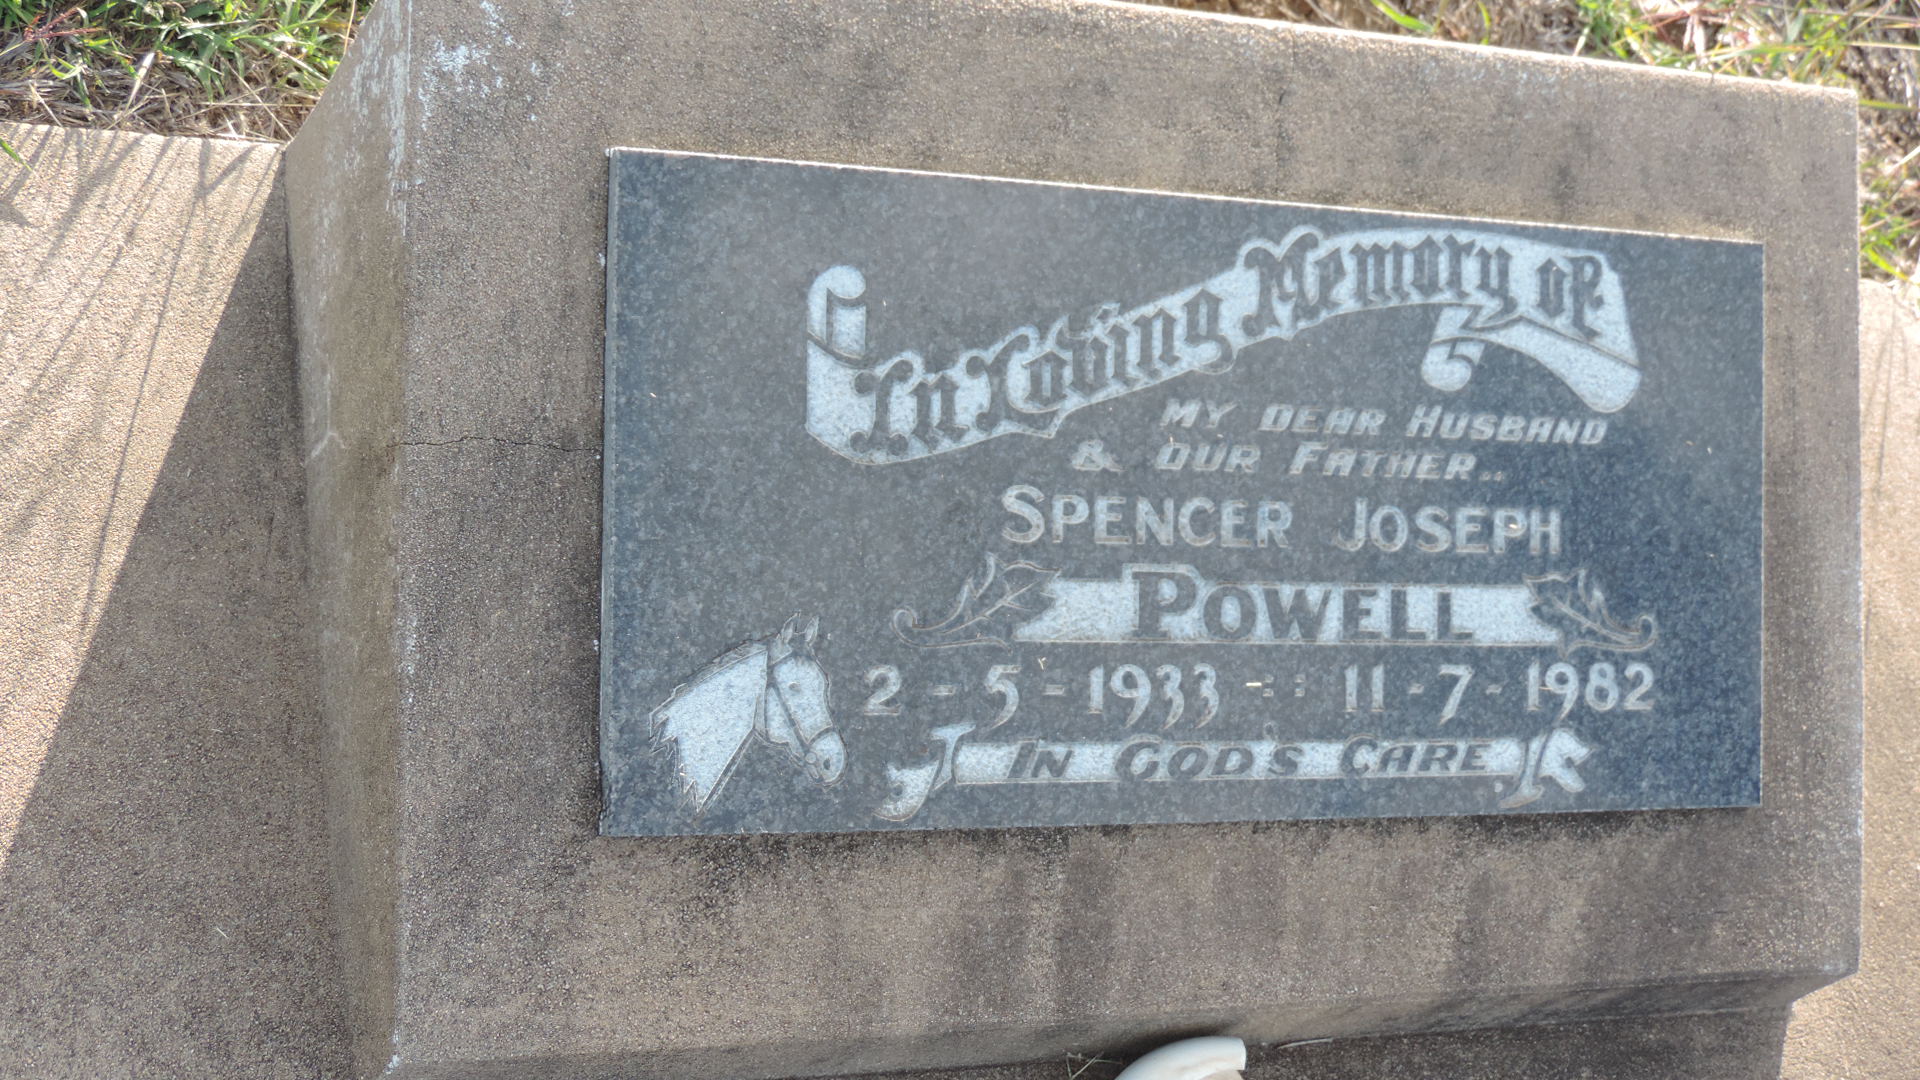 In Loving Memory of
MY DEAR HUSBAND
& OUR FATHER..
SPENCER JOSEPH
POWELL
2-5-1933 -:: 11-7-1982
IN GOD'S CARE